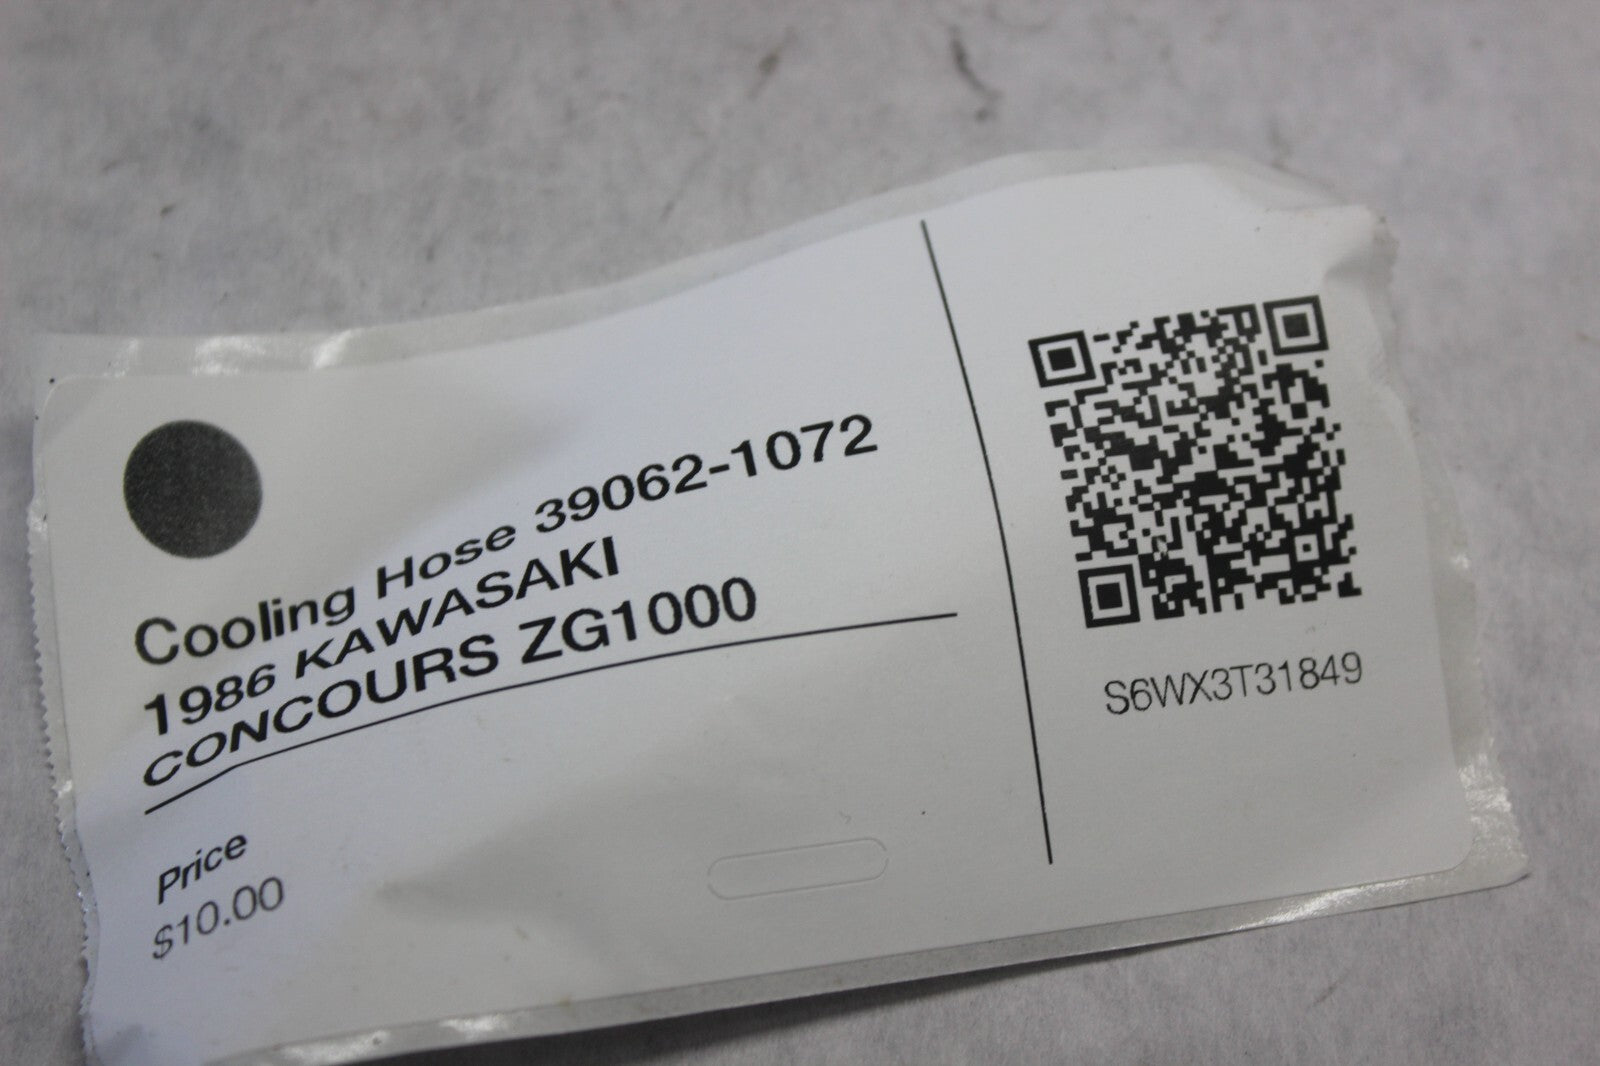 Cooling Hose 39062-1072
1986 KAWASAKI
CONCOURS ZG1000
Price
$10.00
S6WX3T31849